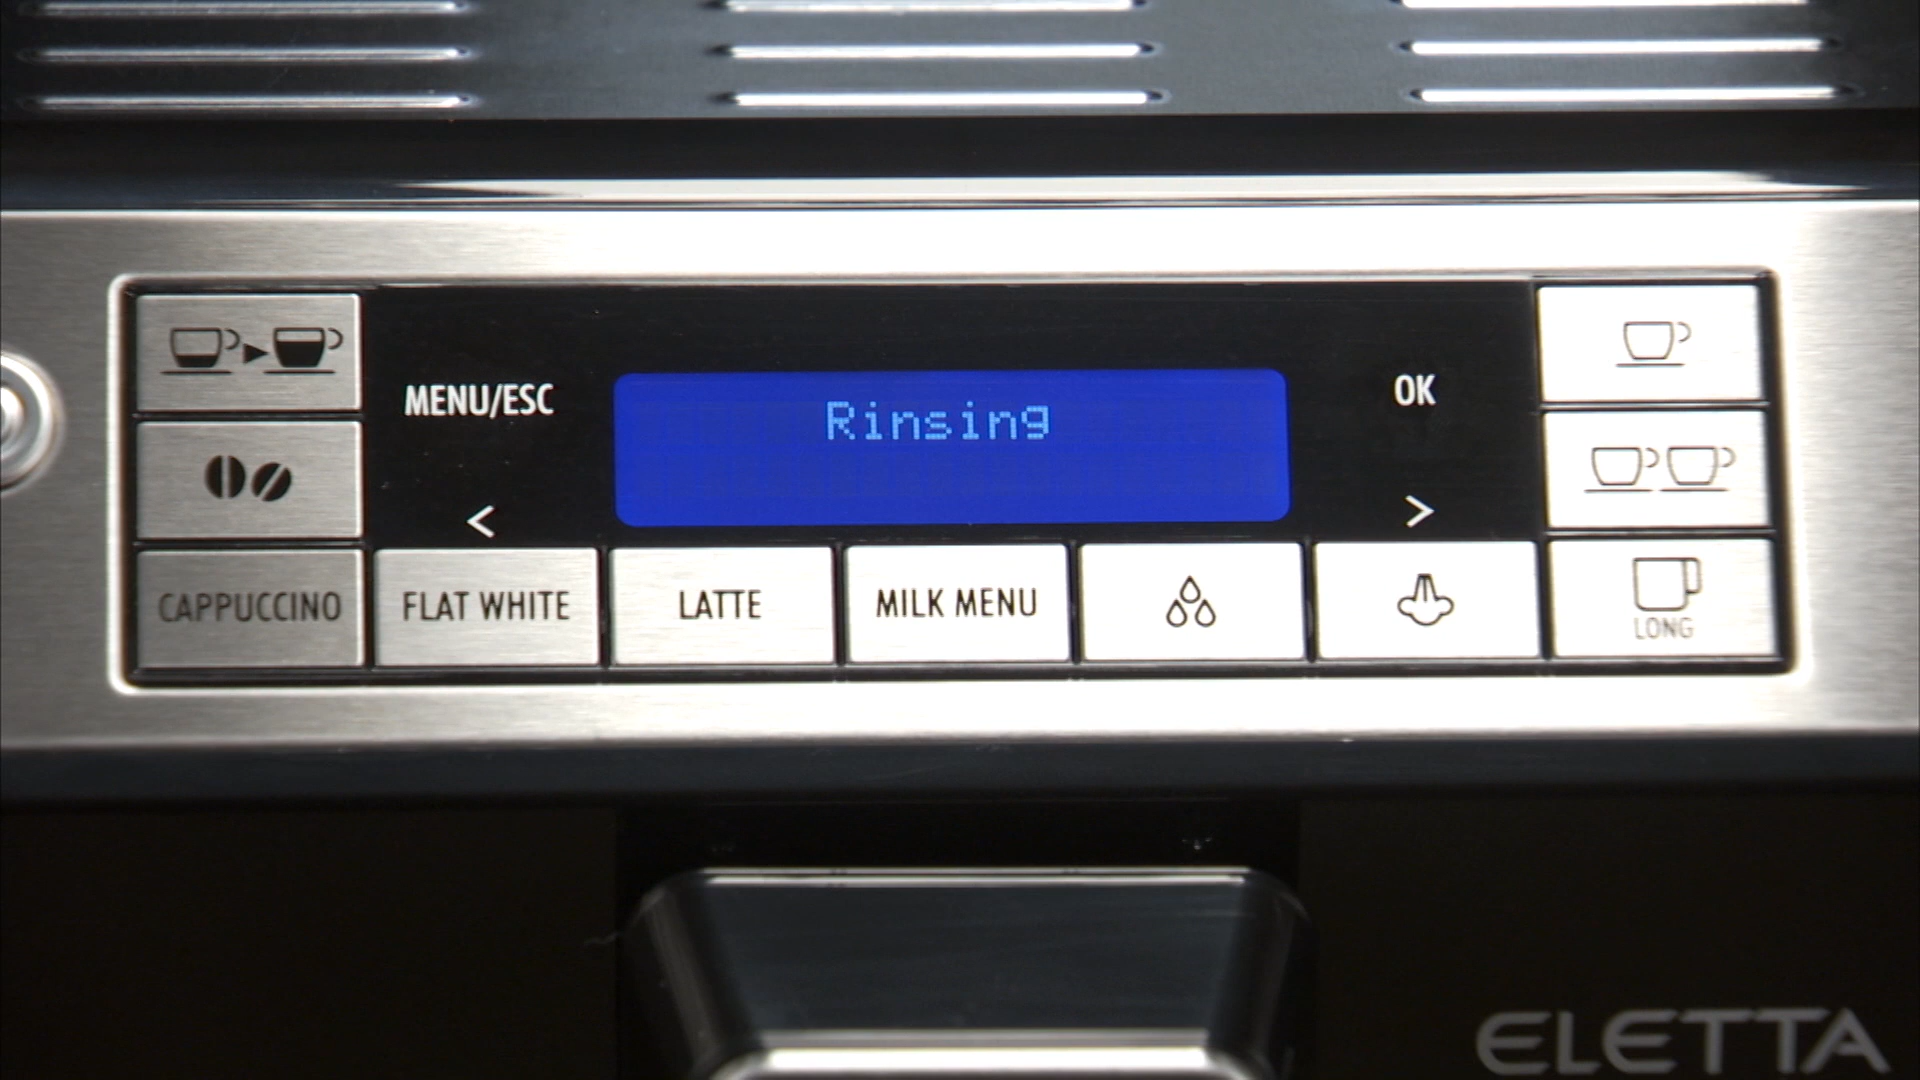 MENU/ESC
Rinsing
OK
<
>
CAPPUCCINO
FLAT WHITE
LATTE
MILK MENU
LONG
ELETTA